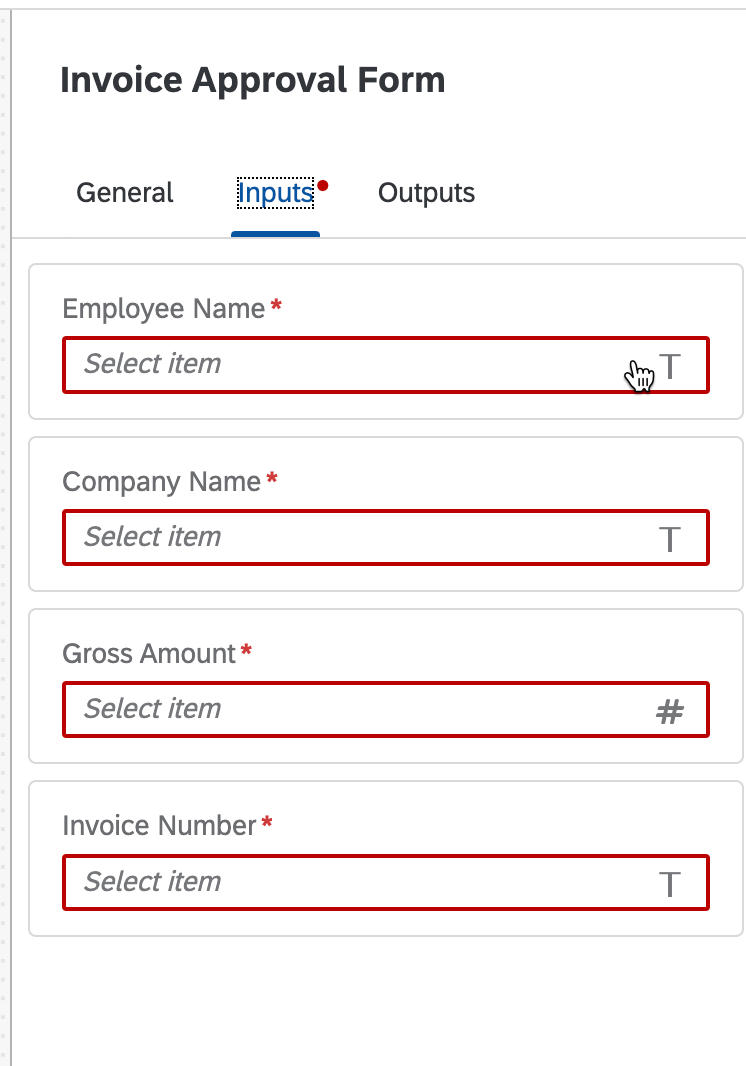 Invoice Approval Form
General Inputs Outputs
Employee Name*
Select item T
Company Name*
Select item T
Gross Amount*
Select item #
Invoice Number*
Select item T